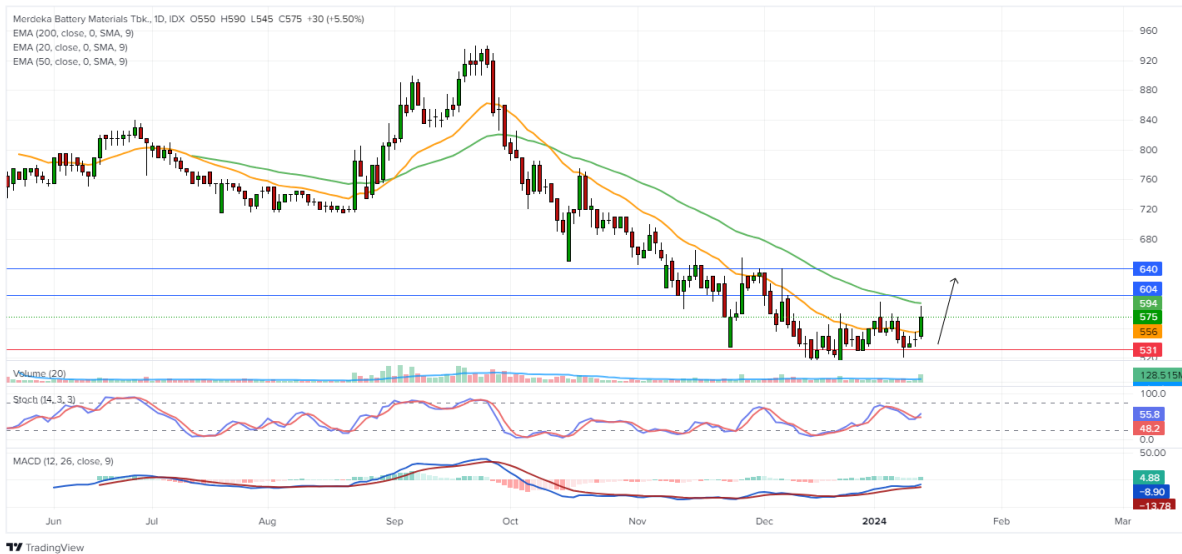 Merdeka Battery Materials Tbk., 1D, IDX O550 H590 L545 C575 +30 (+5.50%)
EMA (200, close, 0, SMA, 9)
EMA (20, close, 0, SMA, 9)
EMA (50, close, 0, SMA, 9)
960
920
880
840
800
760
720
680
640
604
594
575
556
531
Volume (20)
128.515M
Stoch (14, 3, 3)
100.0
55.8
48.2
0.0
MACD (12, 26, close, 9)
50.00
4.88
−8.90
−13.78
Jun Jul Aug Sep Oct Nov Dec 2024 Feb Mar
TradingView